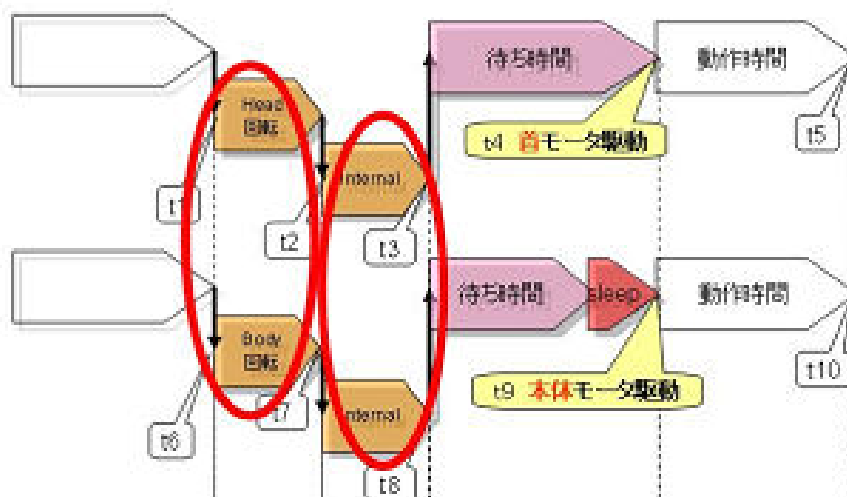 待ち時間
動作時間
Head
回転
t4 首モータ駆動
t5
Internal
t1
t2
t3
待ち時間
sleep
動作時間
Body
回転
t7
t9 本体モータ駆動
t10
Internal
t6
t8